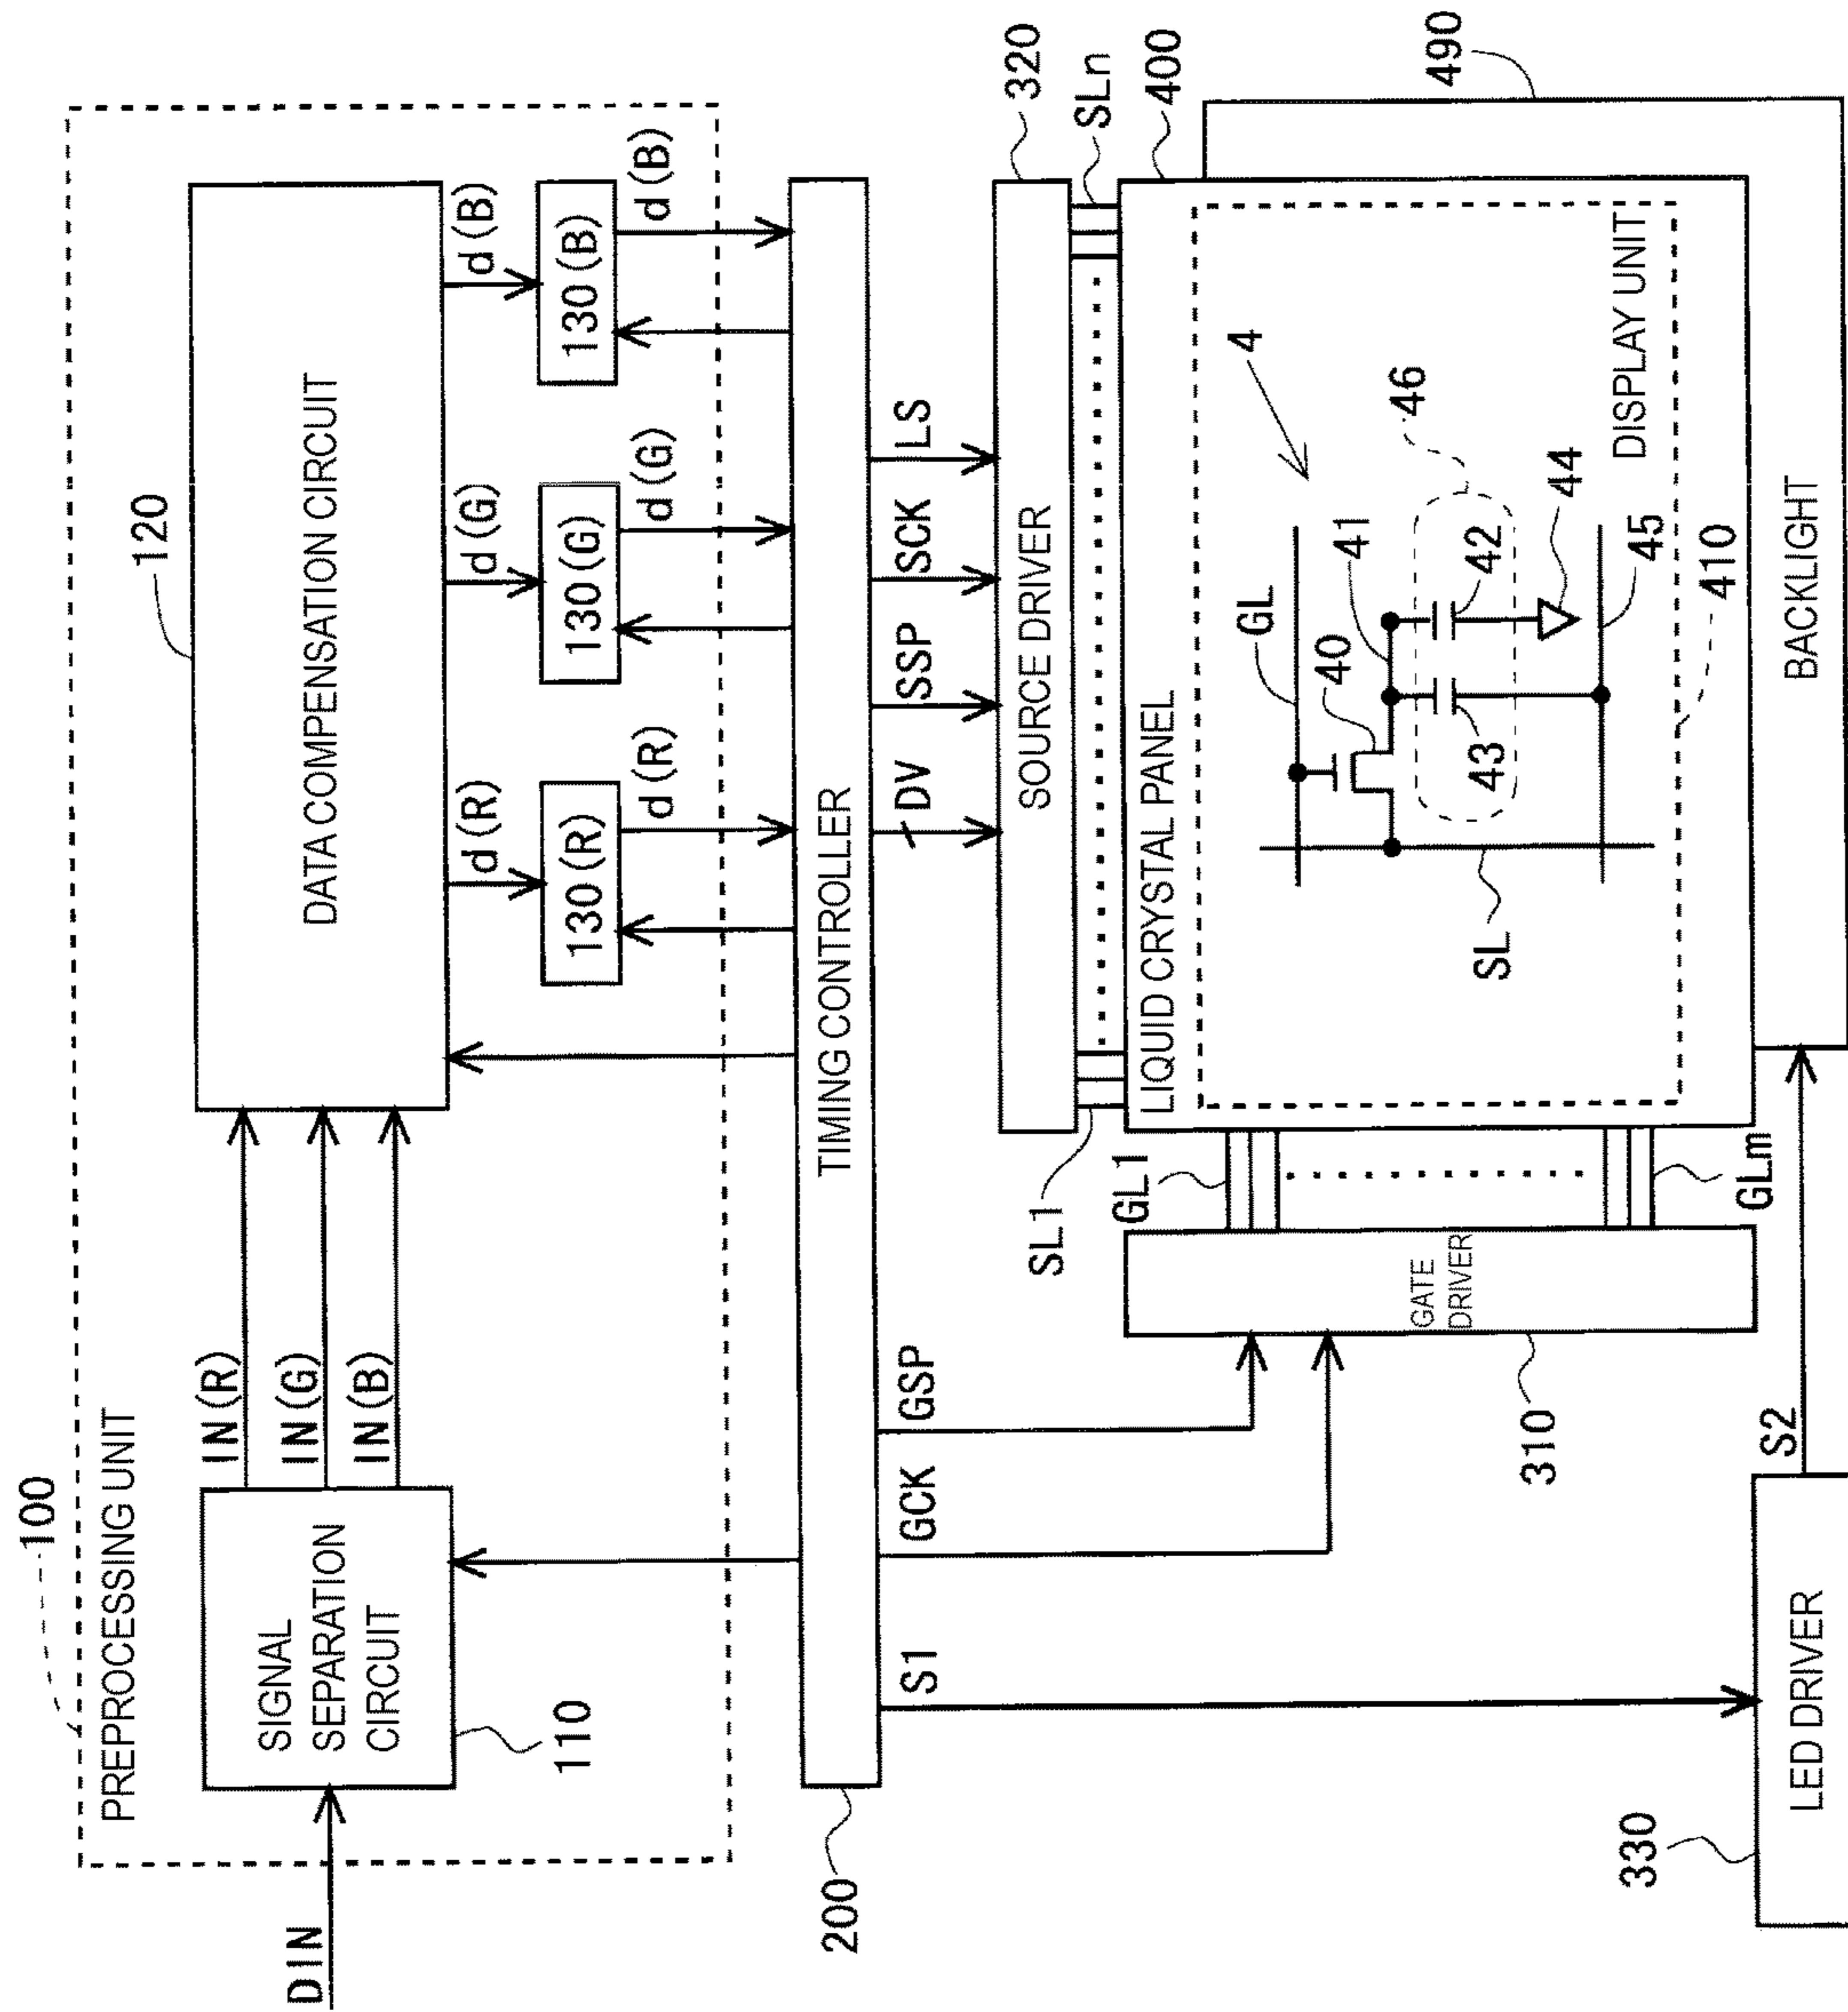 100
PREPROCESSING UNIT
DIN
SIGNAL
SEPARATION
CIRCUIT
110
IN(R)
IN(G)
IN(B)
120
DATA COMPENSATION CIRCUIT
d(R)
d(G)
d(B)
130(R)
130(G)
130(B)
d(R)
d(G)
d(B)
TIMING CONTROLLER
200
S1
GCK
GSP
DV
SSP
SCK
LS
320
SOURCE DRIVER
SL1
SLn
400
LIQUID CRYSTAL PANEL
GL1
GLm
GATE
DRIVER
310
GL
4
40
41
46
43
42
44
45
SL
DISPLAY UNIT
410
490
BACKLIGHT
S2
330
LED DRIVER